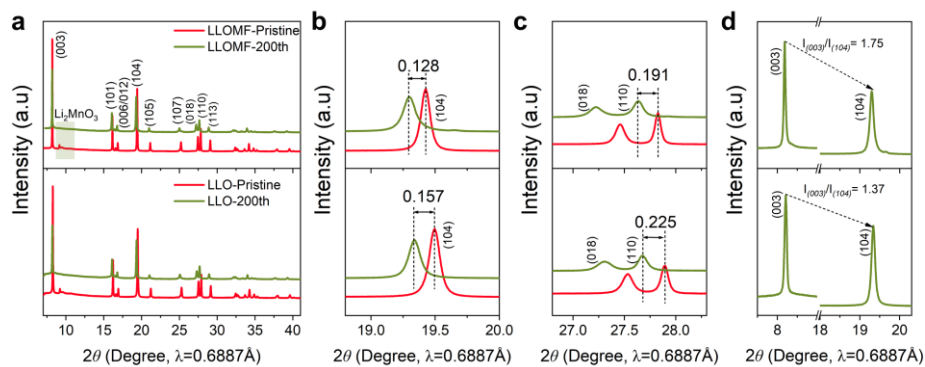 a
Intensity (a.u)
(003)
LLOMF-Pristine
LLOMF-200th
Li2MnO3
(101)
(006/012)
(104)
(105)
(107)
(018)
(110)
(113)
LLO-Pristine
LLO-200th
10 15 20 25 30 35 40
2θ (Degree, λ=0.6887Å)
b
Intensity (a.u)
0.128
(104)
0.157
(104)
19.0 19.5 20.0
2θ (Degree, λ=0.6887Å)
c
Intensity (a.u)
(018)
(110)
0.191
(018)
(110)
0.225
27.0 27.5 28.0
2θ (Degree, λ=0.6887Å)
d
Intensity (a.u)
(003)
I(003)/I(104)= 1.75
(104)
(003)
I(003)/I(104)= 1.37
(104)
8 18 19 20
2θ (Degree, λ=0.6887Å)